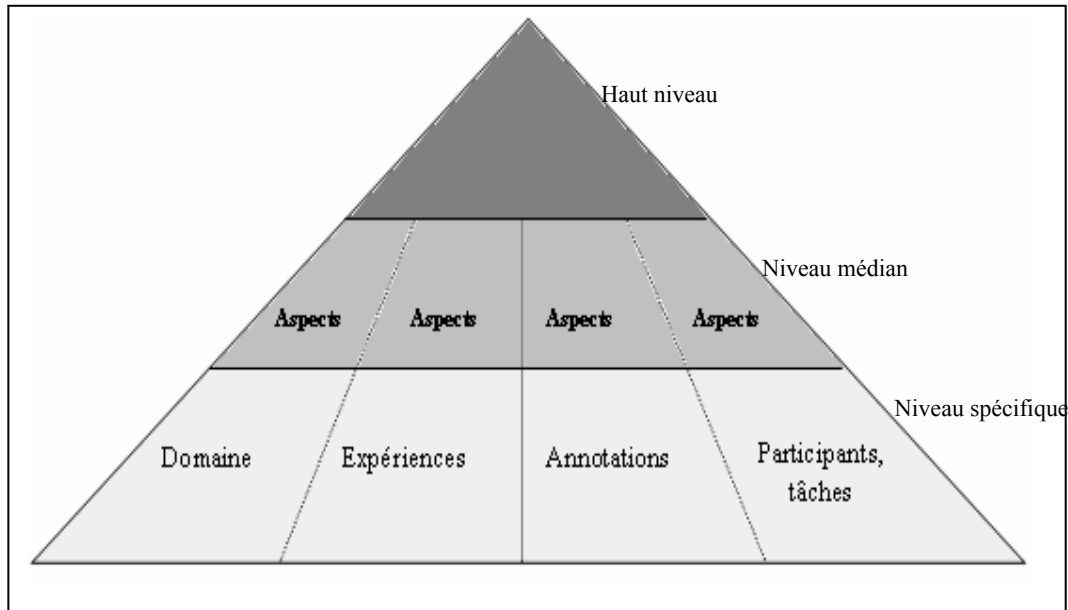 Haut niveau
Niveau médian
Aspects Aspects Aspects Aspects
Niveau spécifique
Domaine Expériences Annotations Participants,
tâches